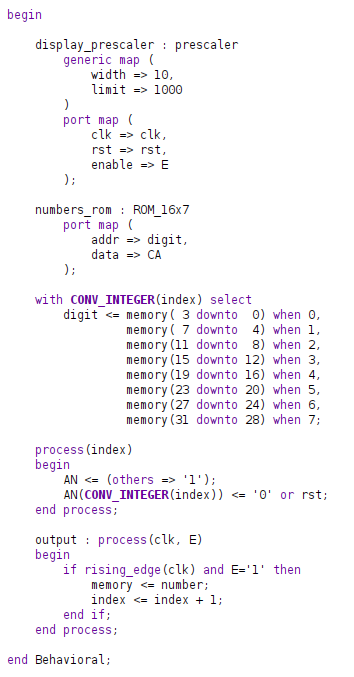 begin

    display_prescaler : prescaler
        generic map (
            width => 10,
            limit => 1000
        )
        port map (
            clk => clk,
            rst => rst,
            enable => E
        );

    numbers_rom : ROM_16x7
        port map (
            addr => digit,
            data => CA
        );

    with CONV_INTEGER(index) select
        digit <= memory( 3 downto  0) when 0,
                 memory( 7 downto  4) when 1,
                 memory(11 downto  8) when 2,
                 memory(15 downto 12) when 3,
                 memory(19 downto 16) when 4,
                 memory(23 downto 20) when 5,
                 memory(27 downto 24) when 6,
                 memory(31 downto 28) when 7;

    process(index)
    begin
        AN <= (others => '1');
        AN(CONV_INTEGER(index)) <= '0' or rst;
    end process;

    output : process(clk, E)
    begin
        if rising_edge(clk) and E='1' then
            memory <= number;
            index <= index + 1;
        end if;
    end process;

end Behavioral;